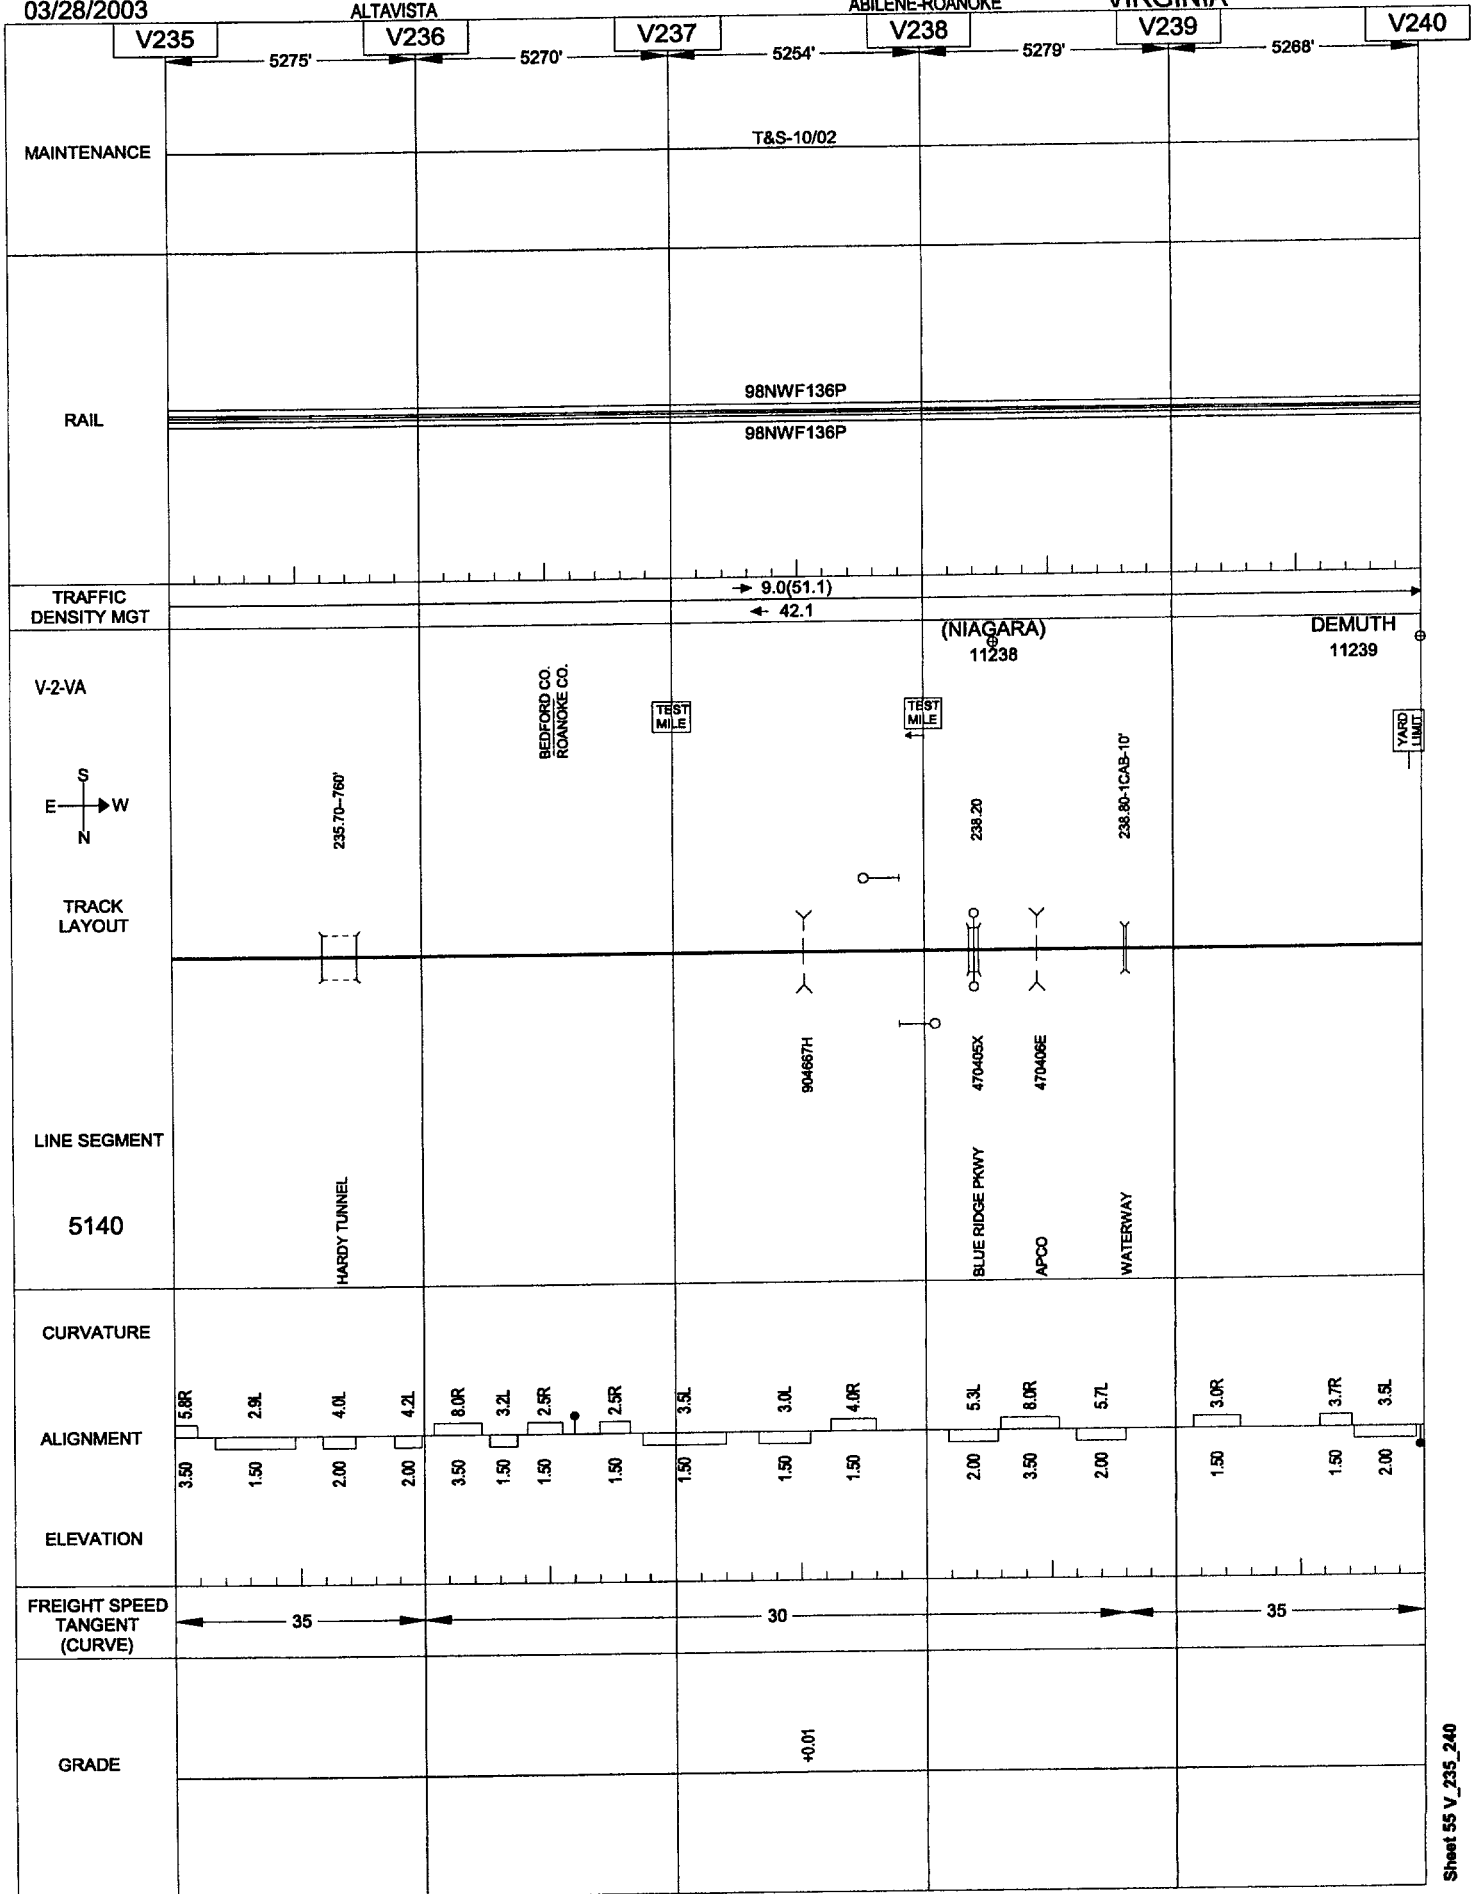 03/28/2003
ALTAVISTA
ABILENE-ROANOKE
VIRGINIA
V235
V236
V237
V238
V239
V240
5275'
5270'
5254'
5279'
5268'
MAINTENANCE
T&S-10/02
RAIL
98NWF136P
98NWF136P
TRAFFIC
DENSITY MGT
9.0(51.1)
42.1
V-2-VA
(NIAGARA)
11238
DEMUTH
11239
BEDFORD CO.
ROANOKE CO.
TEST
MILE
TEST
MILE
YARD
LIMIT
S
E
W
N
235.70-760'
238.20
238.80-1CAB-10'
TRACK
LAYOUT
904667H
470405X
470406E
LINE SEGMENT
5140
HARDY TUNNEL
BLUE RIDGE PKWY
APCO
WATERWAY
CURVATURE
5.8R
2.9L
4.0L
4.2L
8.0R
3.2L
2.5R
2.5R
3.5L
3.0L
4.0R
5.3L
8.0R
5.7L
3.0R
3.7R
3.5L
ALIGNMENT
3.50
1.50
2.00
2.00
3.50
1.50
1.50
1.50
1.50
1.50
1.50
2.00
3.50
2.00
1.50
1.50
2.00
ELEVATION
FREIGHT SPEED
TANGENT
(CURVE)
35
30
35
GRADE
+0.01
Sheet 55 V_235_240